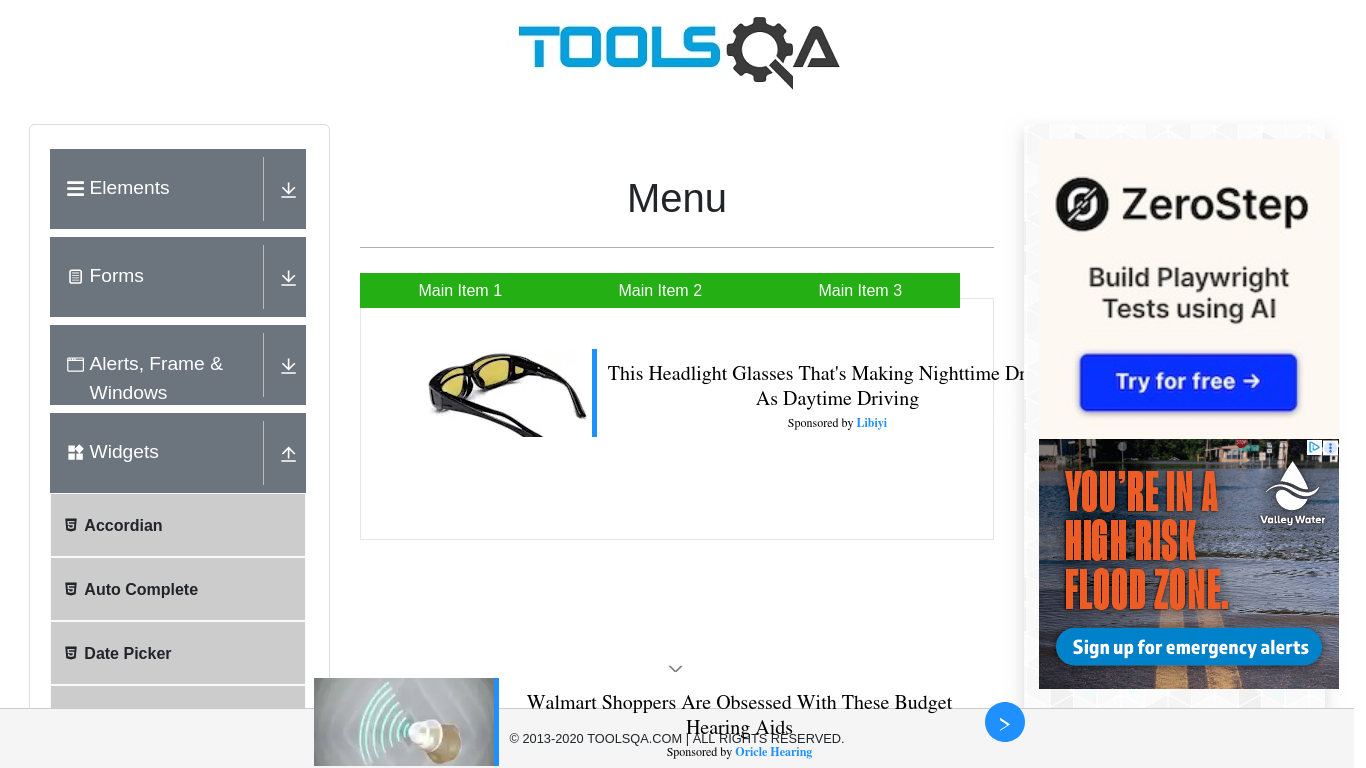 TOOLSQA
Elements
Forms
Alerts, Frame &
Windows
Widgets
Accordian
Auto Complete
Date Picker
Menu
Main Item 1
Main Item 2
Main Item 3
This Headlight Glasses That's Making Nighttime
As Daytime Driving
Sponsored by Libiyi
ZeroStep
Build Playwright
Tests using AI
Try for free →
YOU'RE IN A
HIGH RISK
FLOOD ZONE.
Valley Water
Sign up for emergency alerts
Walmart Shoppers Are Obsessed With These Budget
Hearing Aids
Sponsored by Oricle Hearing
© 2013-2020 TOOLSQA.COM | ALL RIGHTS RESERVED.